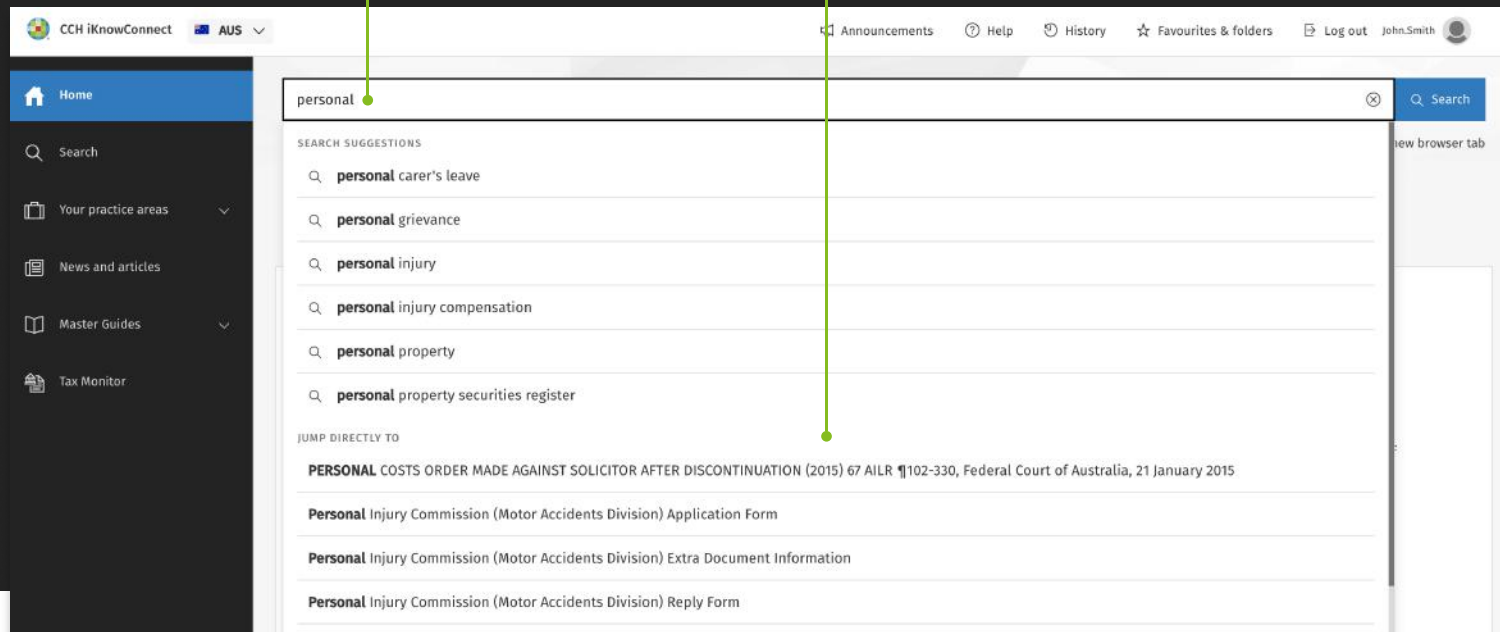 CCH iKnowConnect AUS Announcements Help History Favourites & folders Log out John.Smith
Home
personal Search
new browser tab
Search
Your practice areas
News and articles
Master Guides
Tax Monitor
SEARCH SUGGESTIONS
personal carer's leave
personal grievance
personal injury
personal injury compensation
personal property
personal property securities register
JUMP DIRECTLY TO
PERSONAL COSTS ORDER MADE AGAINST SOLICITOR AFTER DISCONTINUATION (2015) 67 AILR ¶102-330, Federal Court of Australia, 21 January 2015
Personal Injury Commission (Motor Accidents Division) Application Form
Personal Injury Commission (Motor Accidents Division) Extra Document Information
Personal Injury Commission (Motor Accidents Division) Reply Form